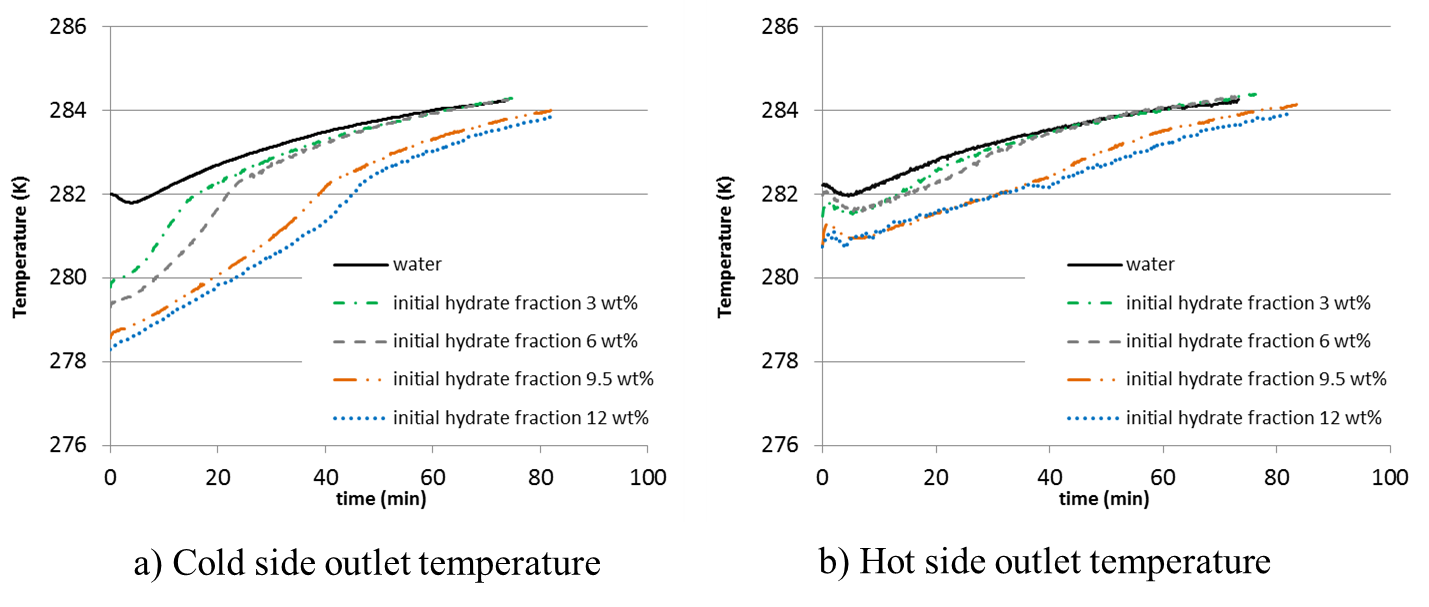 286
284
282
280
278
276
Temperature (K)
water
initial hydrate fraction 3 wt%
initial hydrate fraction 6 wt%
initial hydrate fraction 9.5 wt%
initial hydrate fraction 12 wt%
0 20 40 60 80 100
time (min)
a) Cold side outlet temperature
286
284
282
280
278
276
Temperature (K)
water
initial hydrate fraction 3 wt%
initial hydrate fraction 6 wt%
initial hydrate fraction 9.5 wt%
initial hydrate fraction 12 wt%
0 20 40 60 80 100
time (min)
b) Hot side outlet temperature